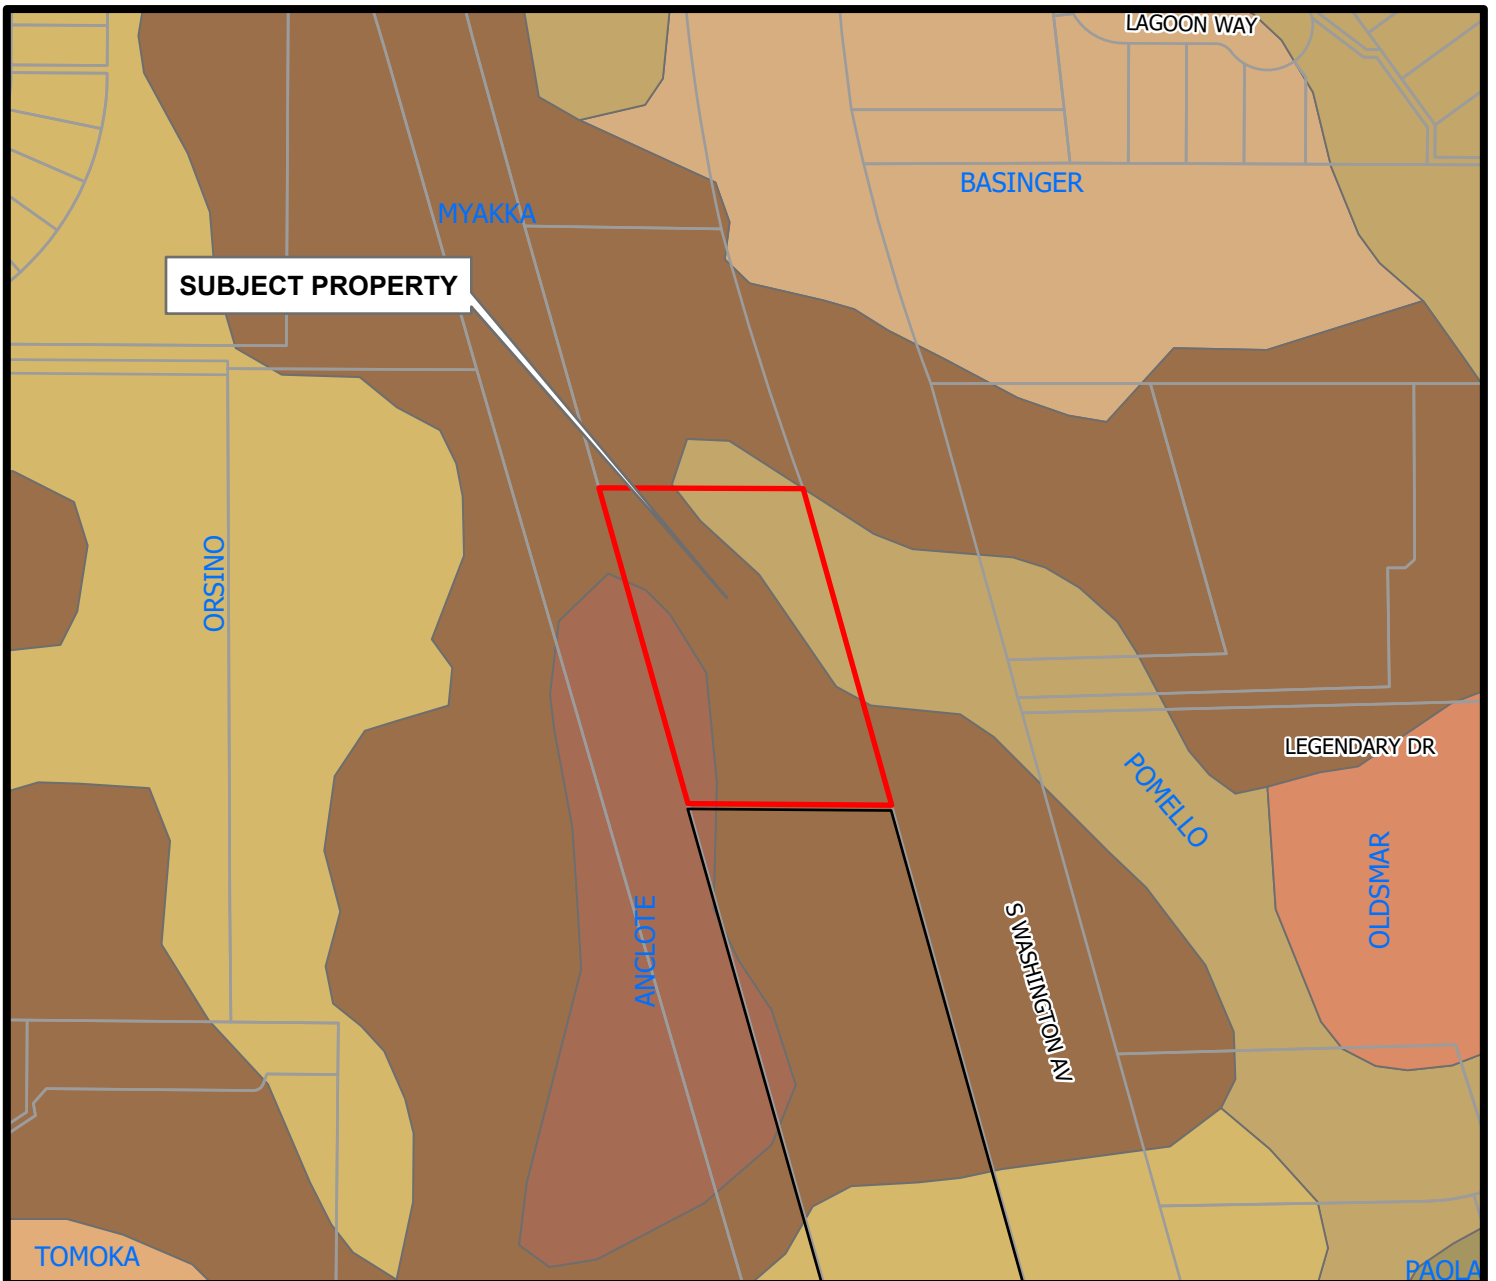 LAGOON WAY
BASINGER
MYAKKA
SUBJECT PROPERTY
ORSINO
LEGENDARY DR
POMELLO
OLDSMAR
ANCLOTE
S WASHINGTON AV
TOMOKA
PAOLA